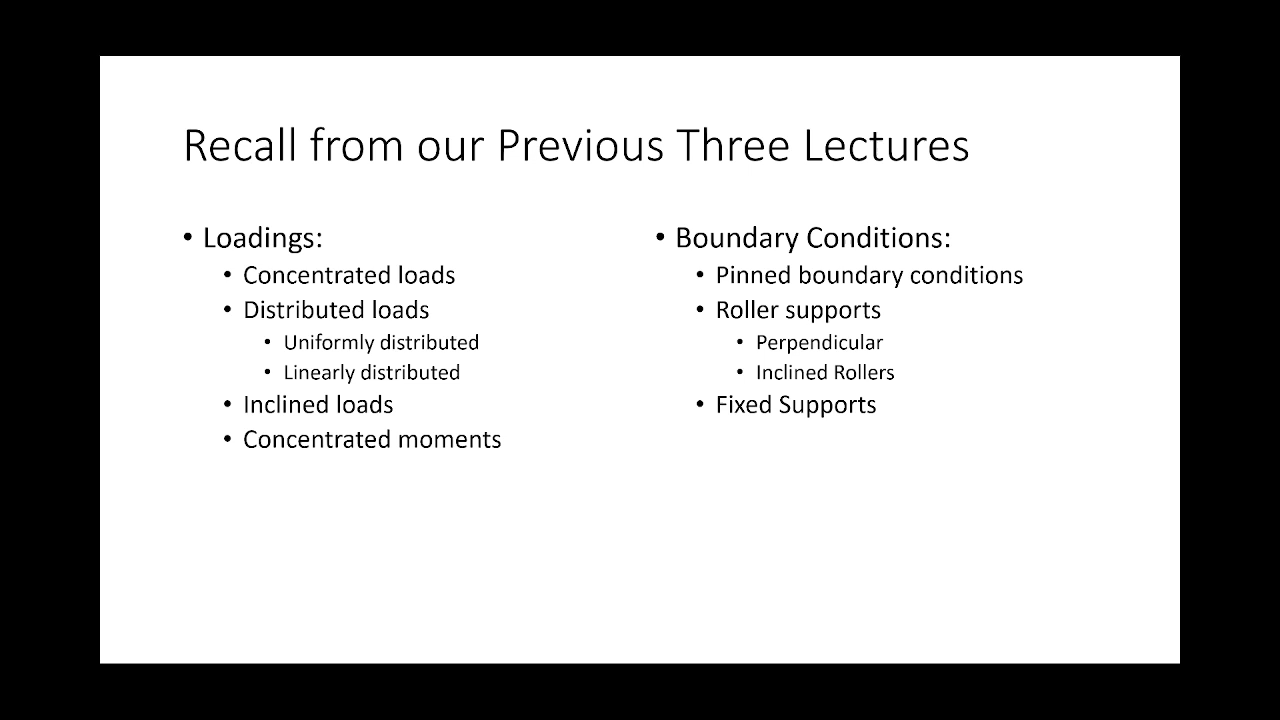 Recall from our Previous Three Lectures
• Loadings:
• Concentrated loads
• Distributed loads
• Uniformly distributed
• Linearly distributed
• Inclined loads
• Concentrated moments
• Boundary Conditions:
• Pinned boundary conditions
• Roller supports
• Perpendicular
• Inclined Rollers
• Fixed Supports